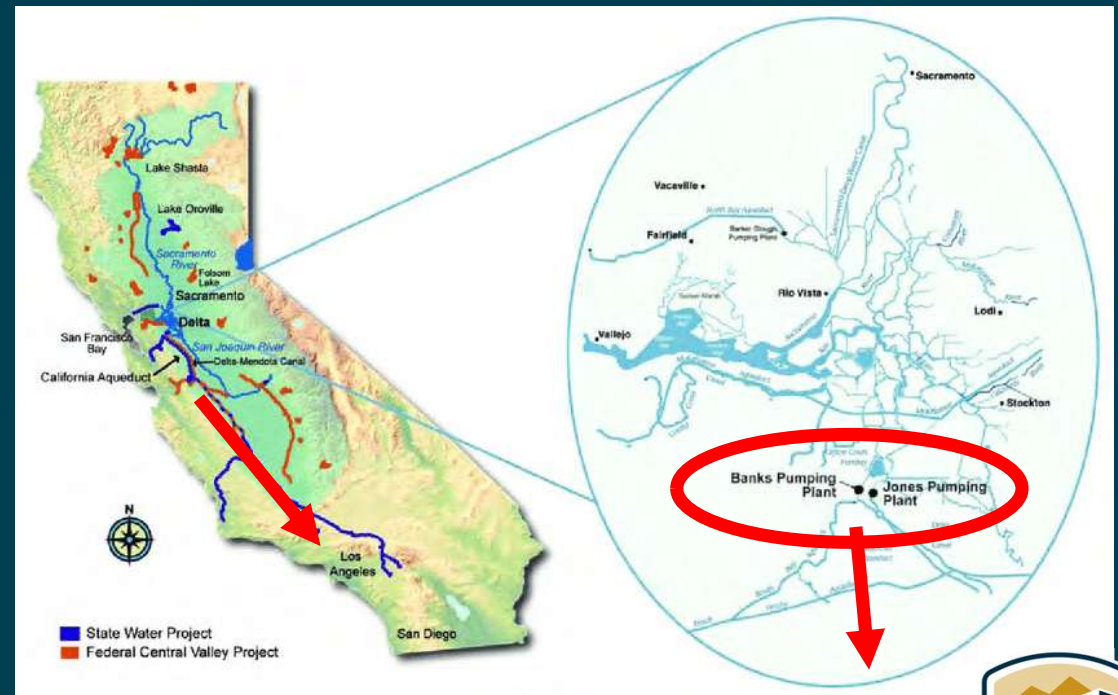 Lake Shasta
Lake Oroville
Sacramento
River
Folsom
Lake
Sacramento
Delta
San Francisco
Bay
San Joaquin River
Delta-Mendota Canal
California Aqueduct
N
Los
Angeles
San Diego
State Water Project
Federal Central Valley Project
Sacramento
Vacaville
North Bay Aqueduct
Barker Slough
Pumping Plant
Fairfield
Rio Vista
Lodi
Vallejo
Stockton
Banks Pumping
Plant
Jones Pumping
Plant
South Bay